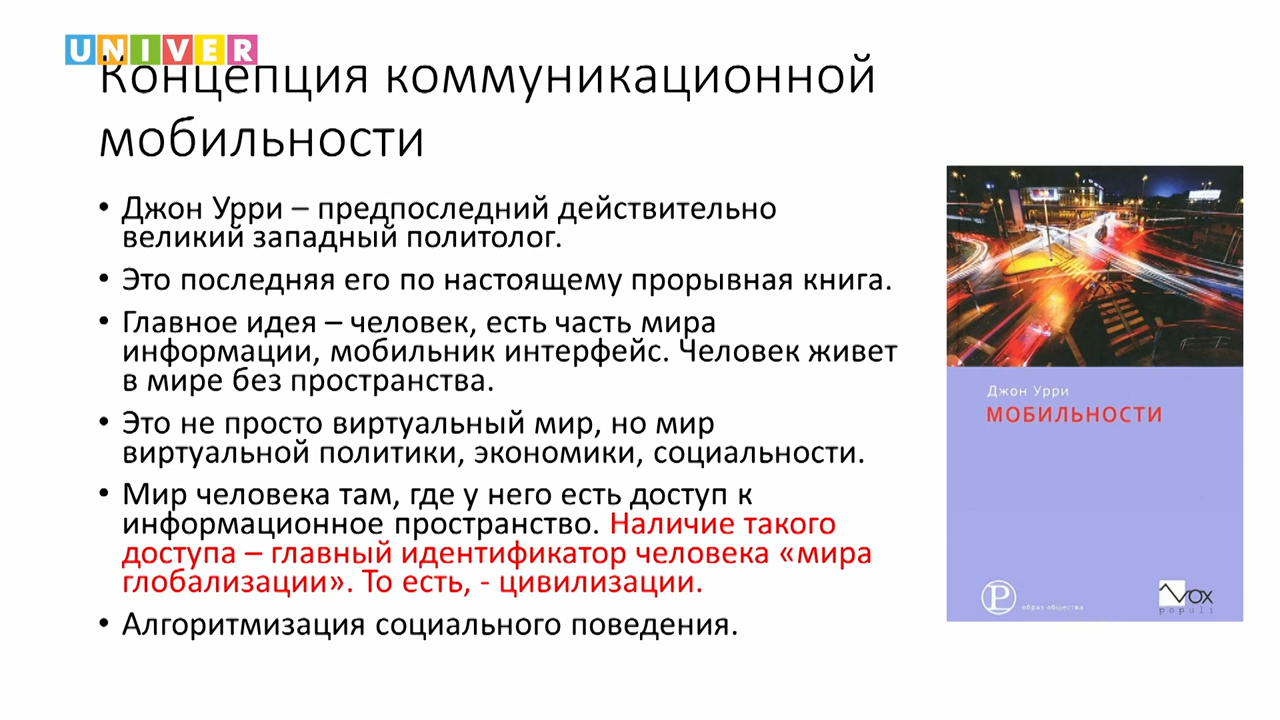 UNIVER
Концепция коммуникационной
мобильности
• Джон Урри – предпоследний действительно
великий западный политолог.
• Это последняя его по настоящему прорывная книга.
• Главное идея – человек, есть часть мира
информации, мобильник интерфейс. Человек живет
в мире без пространства.
• Это не просто виртуальный мир, но мир
виртуальной политики, экономики, социальности.
• Мир человека там, где у него есть доступ к
информационное пространство. Наличие такого
доступа – главный идентификатор человека «мира
глобализации». То есть, - цивилизации.
• Алгоритмизация социального поведения.
Джон Урри
МОБИЛЬНОСТИ
образ общества
VOX
populi